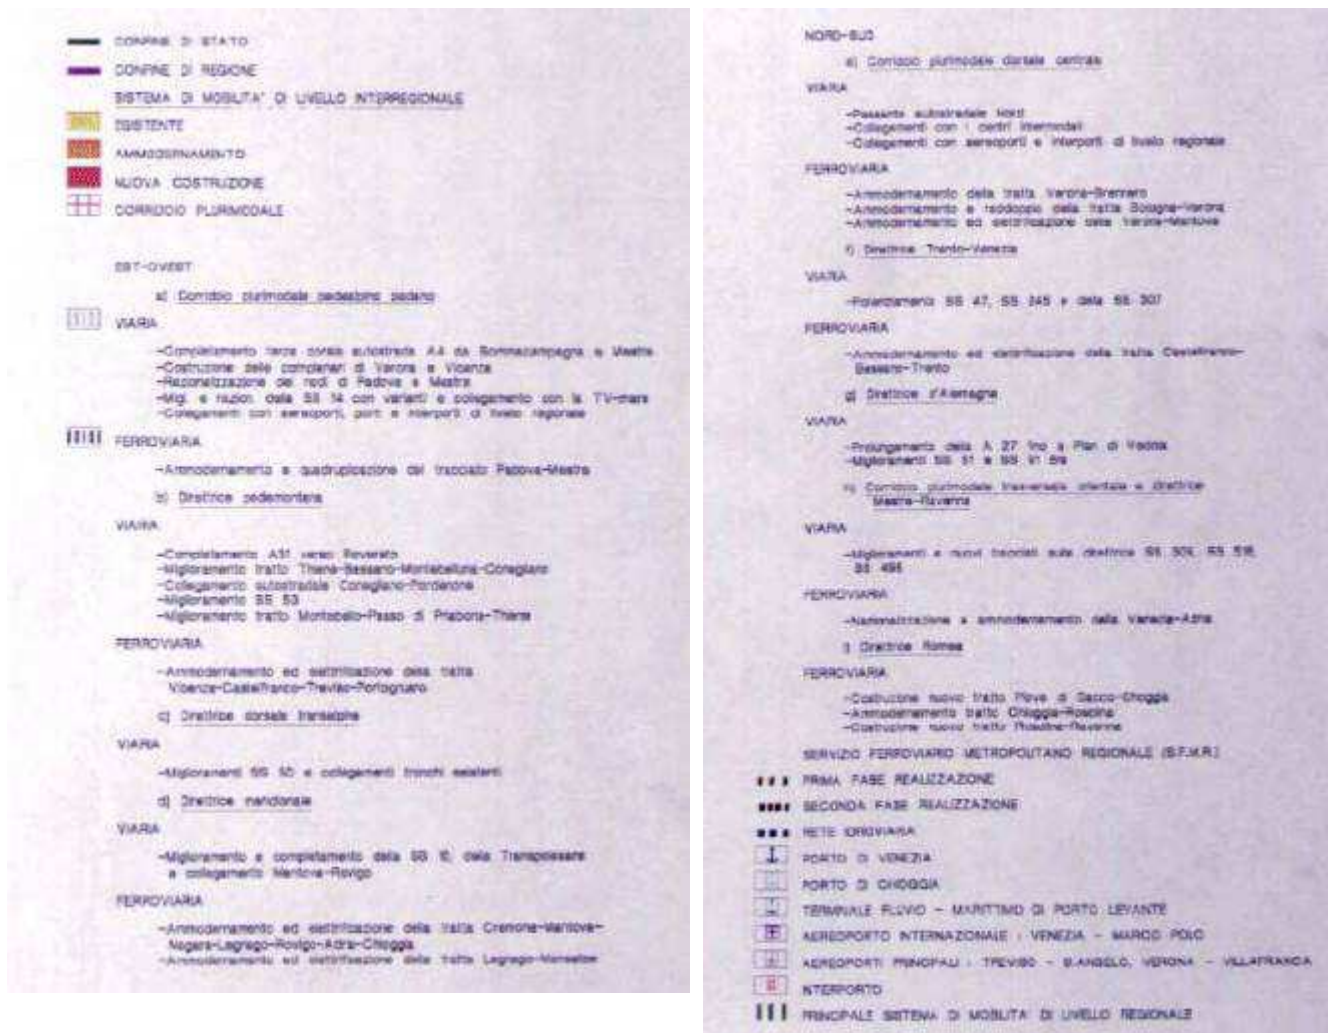 CONFINE DI STATO
CONFINE DI REGIONE
SISTEMA DI MOBILITA' DI LIVELLO INTERREGIONALE
ESISTENTE
AMMODERNAMENTO
NUOVA COSTRUZIONE
CORRIDOIO PLURIMODALE
EST-OVEST
a) Corridoio plurimodale pedealpino padano
VIARIA
-Completamento terza corsia autostrada A4 da Sommacampagna a Mestre
-Costruzione delle complanari di Verona e Vicenza
-Razionalizzazione dei nodi di Padova e Mestre
-Migl. e razion. della SS 14 con varianti e collegamento con la TV-mare
-Collegamenti con aeroporti, porti e interporti di livello regionale
FERROVIARIA
-Ammodernamento e quadruplicazione del tracciato Padova-Mestre
b) Direttrice pedemontana
VIARIA
-Completamento A31 verso Rovereto
-Miglioramento tratto Thiene-Bassano-Montebelluna-Conegliano
-Collegamento autostradale Conegliano-Pordenone
-Miglioramento SS 53
-Miglioramento tratto Montebello-Passo di Priabona-Thiene
FERROVIARIA
-Ammodernamento ed elettrificazione della tratta
Vicenza-Castelfranco-Treviso-Portogruaro
c) Direttrice dorsale transalpina
VIARIA
-Miglioramenti SS 50 e collegamenti tronchi esistenti
d) Direttrice meridionale
VIARIA
-Miglioramento e completamento della SS 10, della Transpolesana
e collegamento Mantova-Rovigo
FERROVIARIA
-Ammodernamento ed elettrificazione della tratta Cremona-Mantova-
Nogara-Legnago-Rovigo-Adria-Chioggia
-Ammodernamento ed elettrificazione della tratta Legnago-Monselice
NORD-SUD
e) Corridoio plurimodale dorsale centrale
VIARIA
-Passante autostradale Nord
-Collegamenti con i centri intermodali
-Collegamenti con aereoporti e interporti di livello regionale
FERROVIARIA
-Ammodernamento della tratta Verona-Brennero
-Ammodernamento e raddoppio della tratta Bologna-Verona
-Ammodernamento ed elettrificazione della Verona-Mantova
f) Direttrice Trento-Venezia
VIARIA
-Potenziamento SS 47, SS 245 e della SS 307
FERROVIARIA
-Ammodernamento ed elettrificazione della tratta Castelfranco-
Bassano-Trento
g) Direttrice d'Alemagna
VIARIA
-Prolungamento della A 27 fino a Pian di Vedoia
-Miglioramenti SS 51 e SS 51 Bis
h) Corridoio plurimodale trasversale orientale e direttrice
Mestre-Ravenna
VIARIA
-Miglioramenti e nuovi tracciati sulla direttrice SS 309, SS 516,
SS 495
FERROVIARIA
-Nazionalizzazione e ammodernamento della Venezia-Adria
i) Direttrice Romea
FERROVIARIA
-Costruzione nuovo tratto Piove di Sacco-Chioggia
-Ammodernamento tratto Chioggia-Rosolina
-Costruzione nuovo tratto Rosolina-Ravenna
SERVIZIO FERROVIARIO METROPOLITANO REGIONALE (S.F.M.R.)
PRIMA FASE REALIZZAZIONE
SECONDA FASE REALIZZAZIONE
RETE IDROVIARIA
PORTO DI VENEZIA
PORTO DI CHIOGGIA
TERMINALE FLUVIO - MARITTIMO DI PORTO LEVANTE
AEREOPORTO INTERNAZIONALE : VENEZIA - MARCO POLO
AEREOPORTI PRINCIPALI : TREVISO - S.ANGELO, VERONA - VILLAFRANCA
INTERPORTO
PRINCIPALE SISTEMA DI MOBILITA' DI LIVELLO REGIONALE